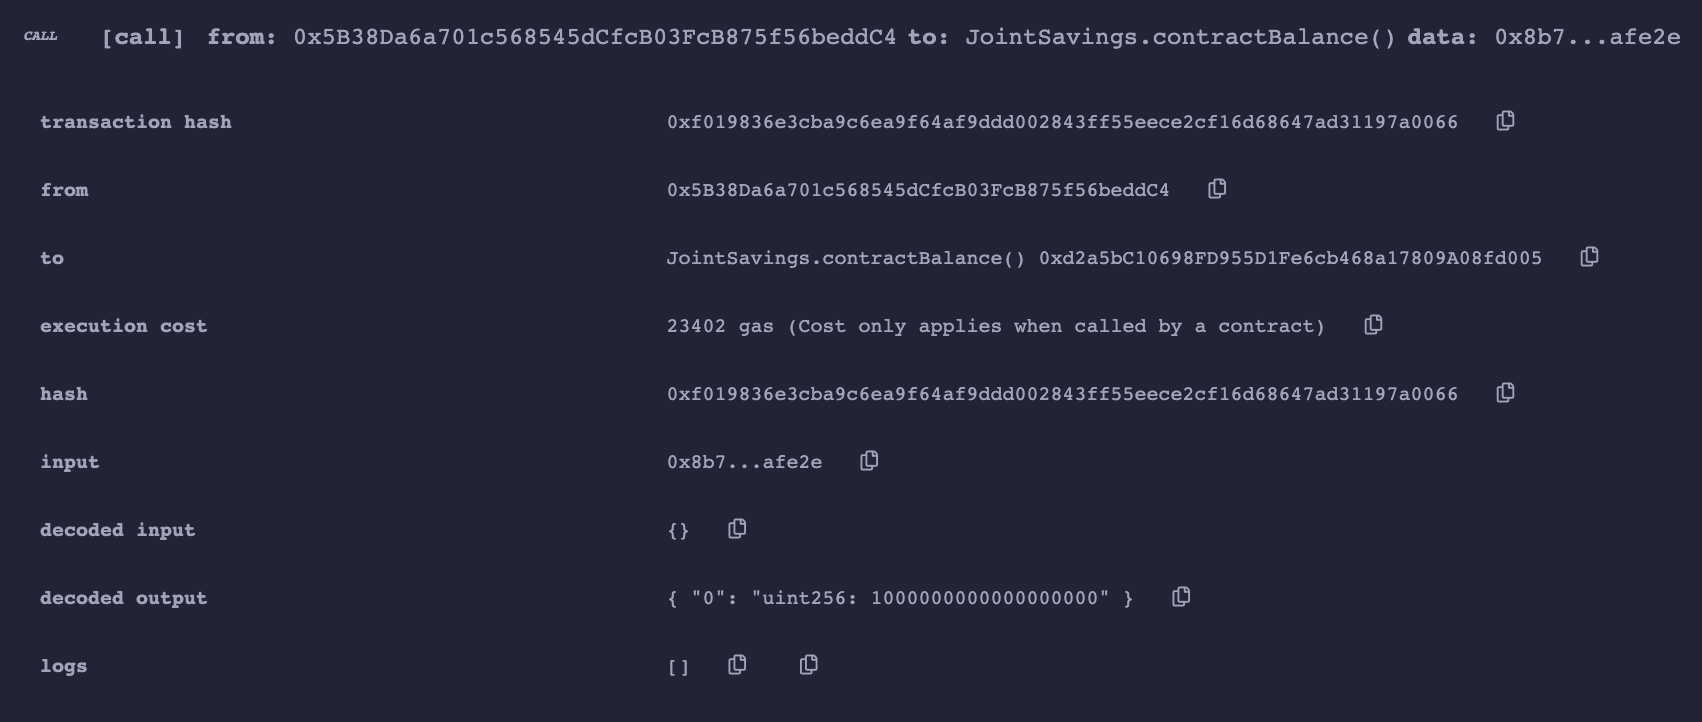 CALL [call] from: 0x5B38Da6a701c568545dCfcB03FcB875f56beddC4 to: JointSavings.contractBalance() data: 0x8b7...afe2e
transaction hash 0xf019836e3cba9c6ea9f64af9ddd002843ff55eece2cf16d68647ad31197a0066
from 0x5B38Da6a701c568545dCfcB03FcB875f56beddC4
to JointSavings.contractBalance() 0xd2a5bC10698FD955D1Fe6cb468a17809A08fd005
execution cost 23402 gas (Cost only applies when called by a contract)
hash 0xf019836e3cba9c6ea9f64af9ddd002843ff55eece2cf16d68647ad31197a0066
input 0x8b7...afe2e
decoded input {}
decoded output { "0": "uint256: 1000000000000000000" }
logs []